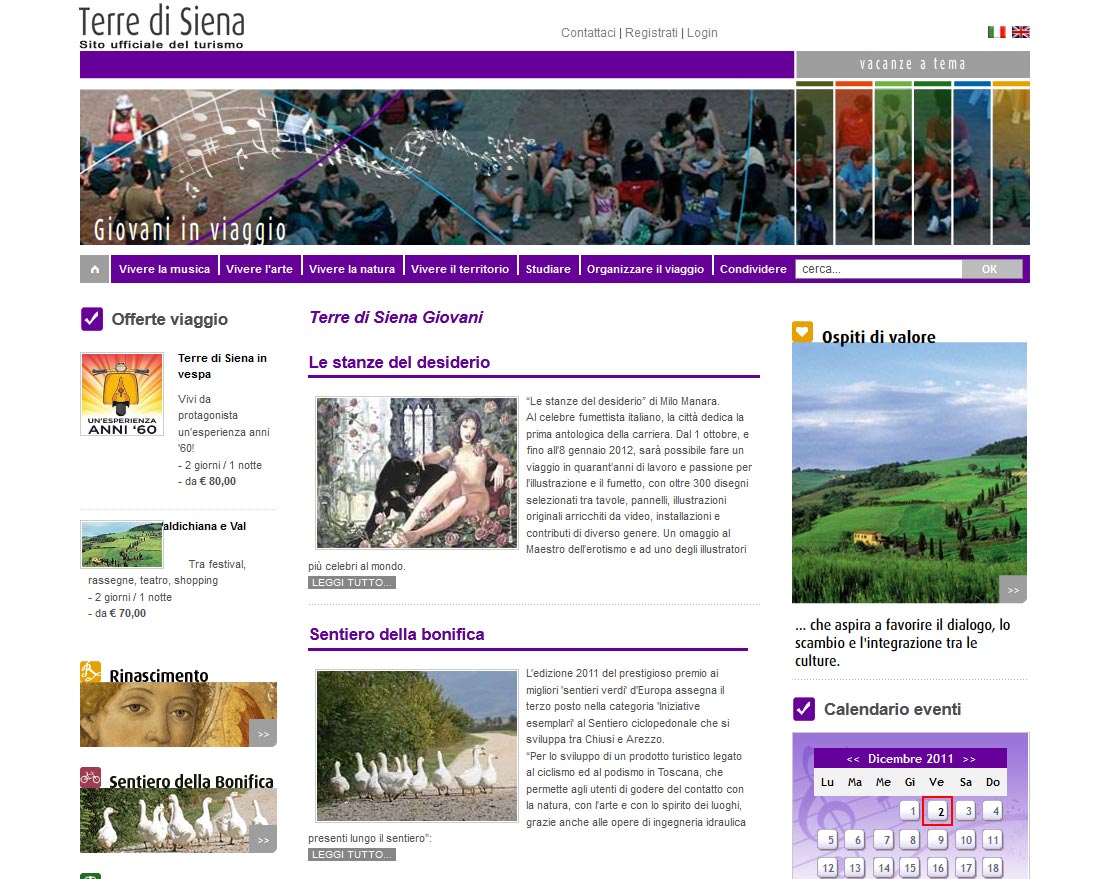 Terre di Siena
Sito ufficiale del turismo
Contattaci | Registrati | Login
vacanze a tema
Giovani in viaggio
Vivere la musica
Vivere l'arte
Vivere la natura
Vivere il territorio
Studiare
Organizzare il viaggio
Condividere
cerca...
OK
Offerte viaggio
UN'ESPERIENZA
ANNI '60
Terre di Siena in
vespa
Vivi da
protagonista
un'esperienza anni
'60!
- 2 giorni / 1 notte
- da € 80,00
aldichiana e Val
Tra festival,
rassegne, teatro, shopping
- 2 giorni / 1 notte
- da € 70,00
Rinascimento
>>
Sentiero della Bonifica
>>
Terre di Siena Giovani
Le stanze del desiderio
“Le stanze del desiderio” di Milo Manara.
Al celebre fumettista italiano, la città dedica la
prima antologica della carriera. Dal 1 ottobre, e
fino all'8 gennaio 2012, sarà possibile fare un
viaggio in quarant'anni di lavoro e passione per
l'illustrazione e il fumetto, con oltre 300 disegni
selezionati tra tavole, pannelli, illustrazioni
originali arricchiti da video, installazioni e
contributi di diverso genere. Un omaggio al
Maestro dell'erotismo e ad uno degli illustratori
più celebri al mondo.
LEGGI TUTTO...
Sentiero della bonifica
L'edizione 2011 del prestigioso premio ai
migliori 'sentieri verdi' d'Europa assegna il
terzo posto nella categoria 'Iniziative
esemplari' al Sentiero ciclopedonale che si
sviluppa tra Chiusi e Arezzo.
“Per lo sviluppo di un prodotto turistico legato
al ciclismo ed al podismo in Toscana, che
permette agli utenti di godere del contatto con
la natura, con l'arte e con lo spirito dei luoghi,
grazie anche alle opere di ingegneria idraulica
presenti lungo il sentiero”:
LEGGI TUTTO...
Ospiti di valore
>>
... che aspira a favorire il dialogo, lo
scambio e l'integrazione tra le
culture.
Calendario eventi
<< Dicembre 2011 >>
Lu Ma Me Gi Ve Sa Do
1 2 3 4
5 6 7 8 9 10 11
12 13 14 15 16 17 18